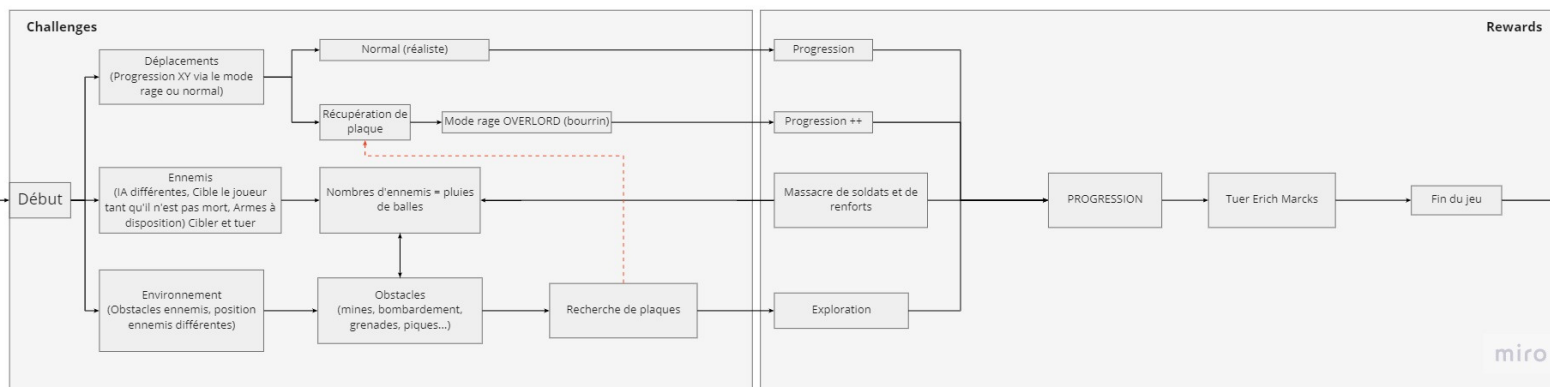 Challenges
Rewards
Début
Déplacements
(Progression XY via le mode
rage ou normal)
Normal (réaliste)
Progression
Récupération de
plaque
Mode rage OVERLORD (bourrin)
Progression ++
Ennemis
(IA différentes, Cible le joueur
tant qu'il n'est pas mort, Armes à
disposition) Cibler et tuer
Nombres d'ennemis = pluies
de balles
Massacre de soldats et de
renforts
PROGRESSION
Tuer Erich Marcks
Fin du jeu
Environnement
(Obstacles ennemis, position
ennemis différentes)
Obstacles
(mines, bombardement,
grenades, piques...)
Recherche de plaques
Exploration
miro